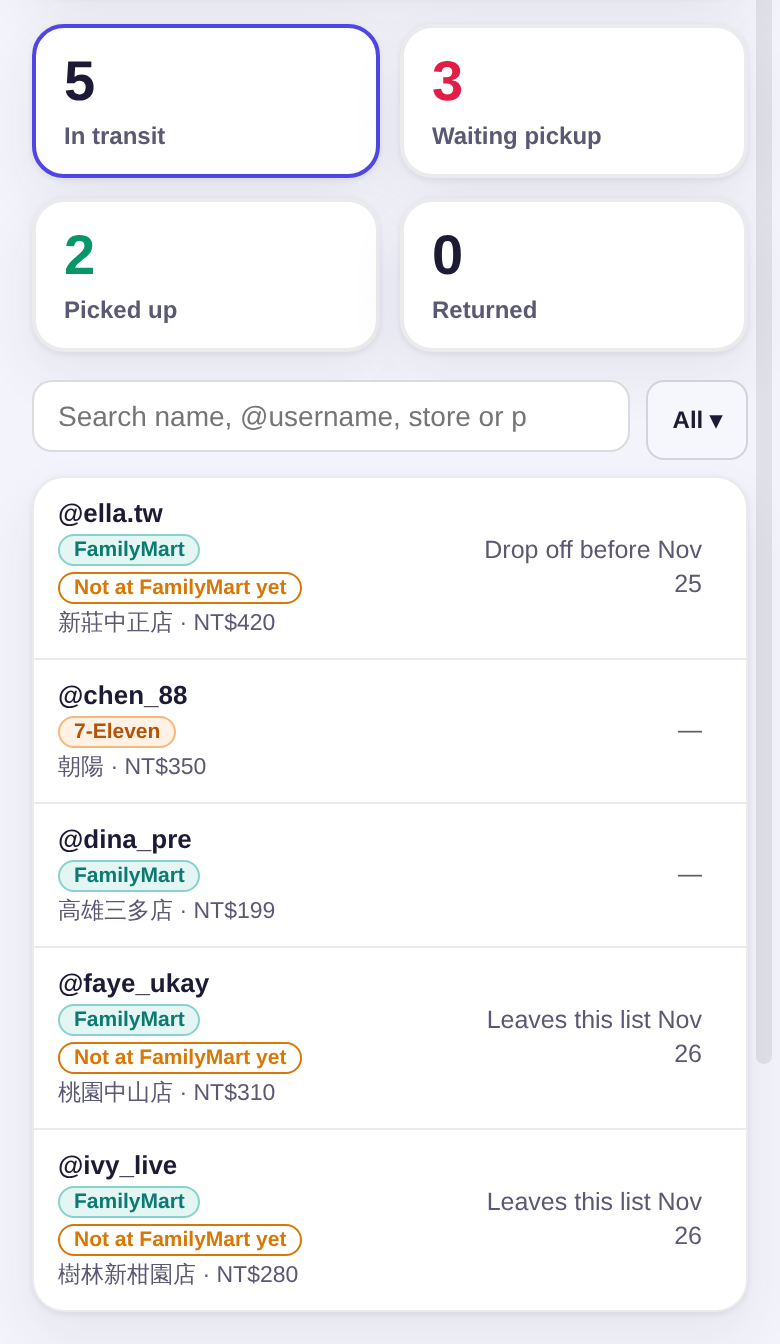 5
In transit
3
Waiting pickup
2
Picked up
0
Returned
Search name, @username, store or p
All ▾
@ella.tw
FamilyMart
Not at FamilyMart yet
新莊中正店 · NT$420
Drop off before Nov
25
@chen_88
7-Eleven
朝陽 · NT$350
—
@dina_pre
FamilyMart
高雄三多店 · NT$199
—
@faye_ukay
FamilyMart
Not at FamilyMart yet
桃園中山店 · NT$310
Leaves this list Nov
26
@ivy_live
FamilyMart
Not at FamilyMart yet
樹林新柑園店 · NT$280
Leaves this list Nov
26